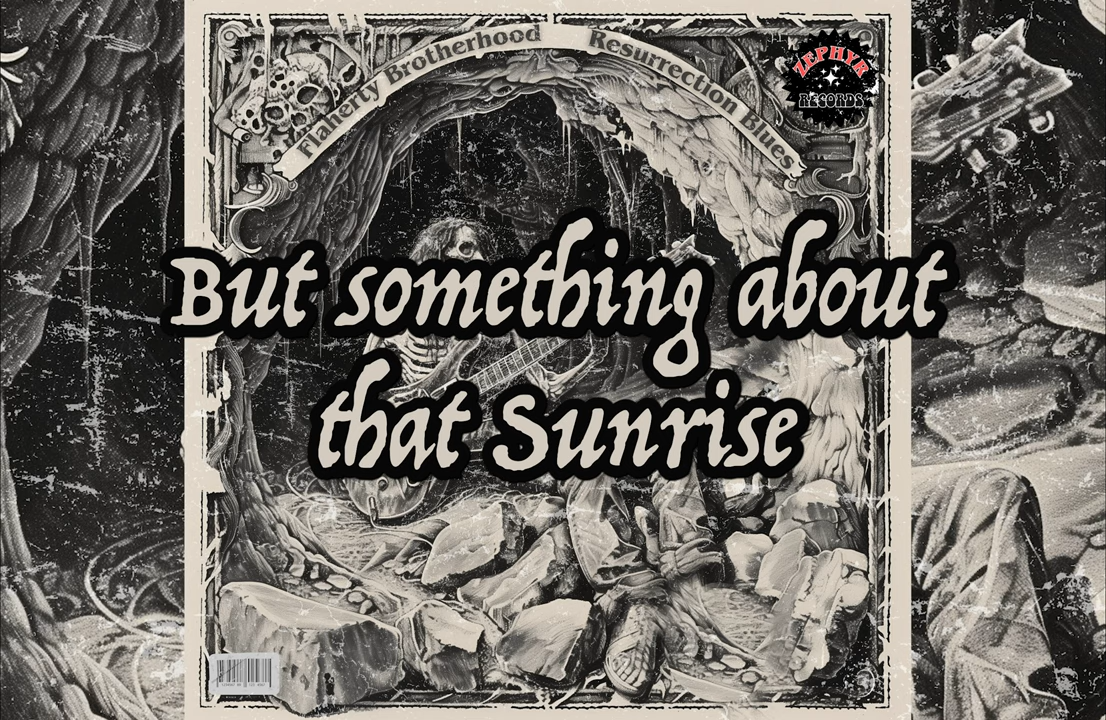 Flaherty Brotherhood Resurrection Blues
ZEPHYR
RECORDS
But something about
that Sunrise